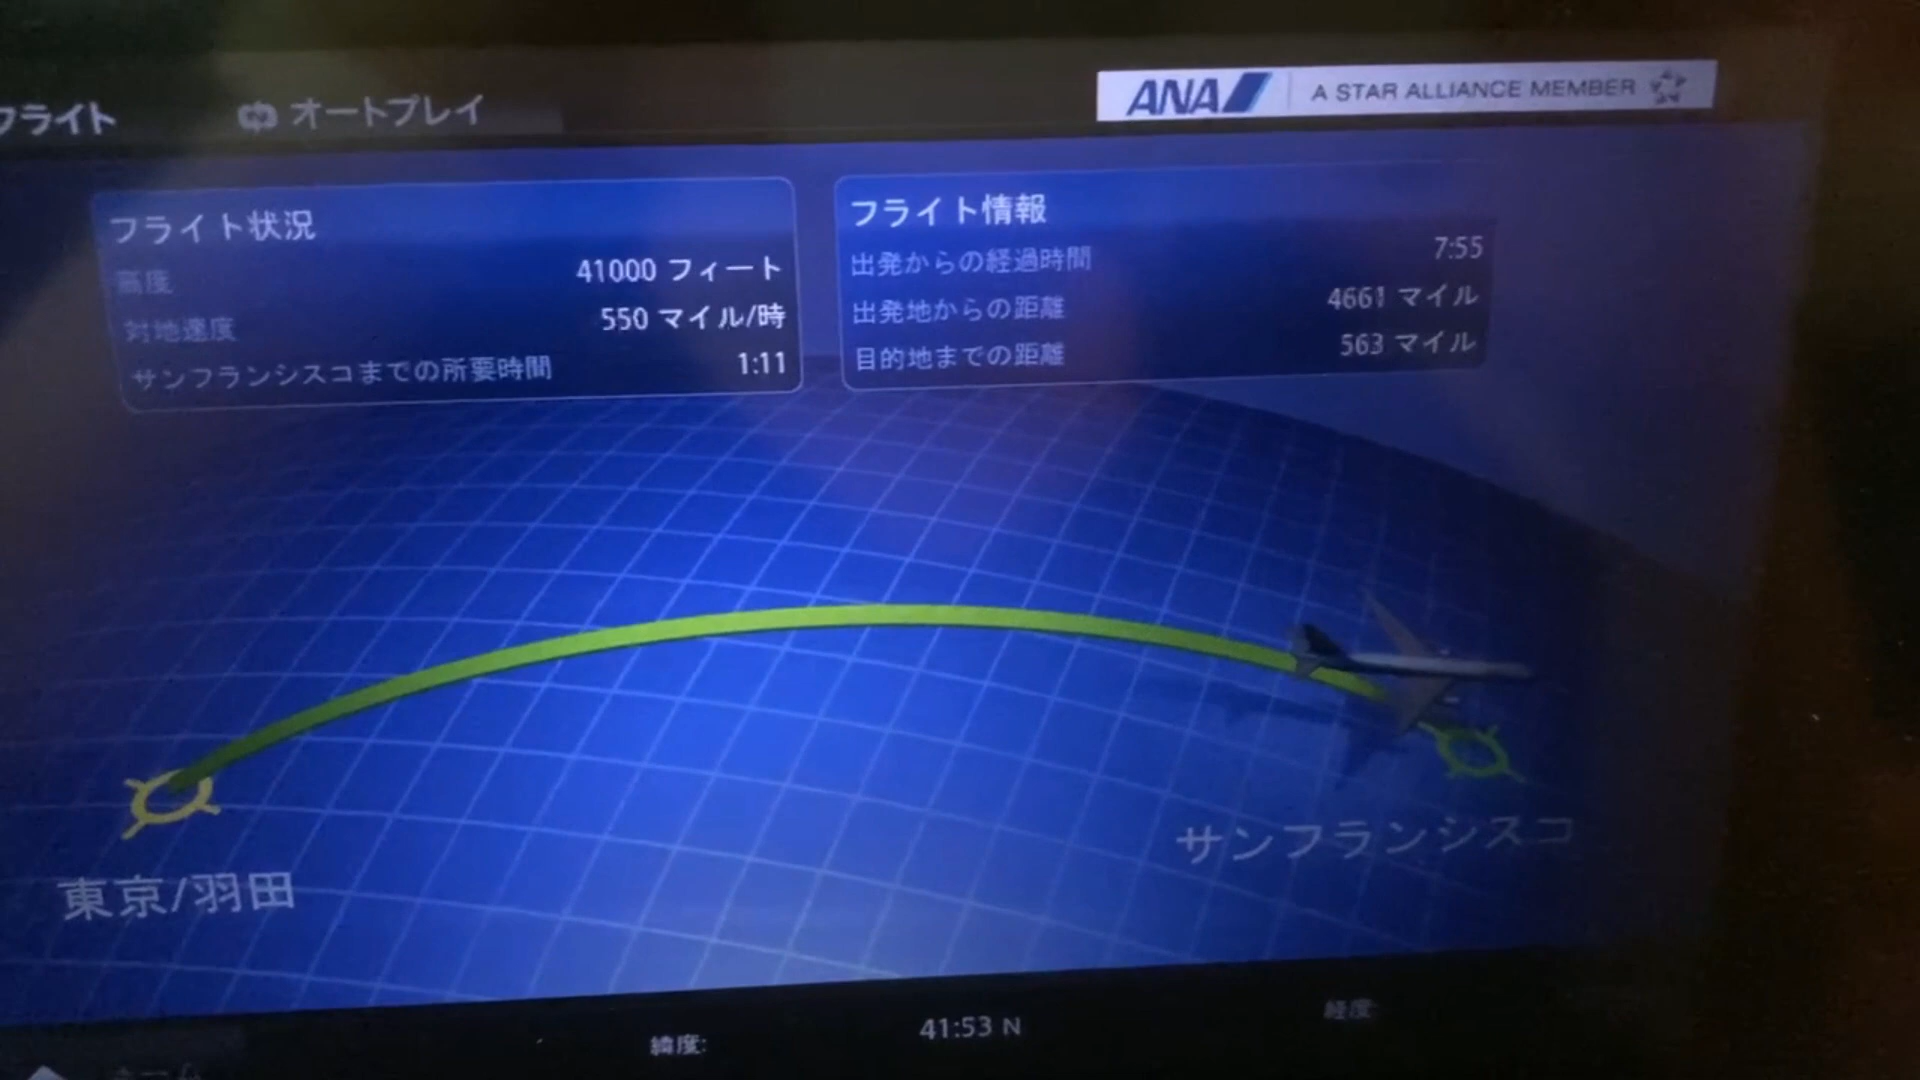 フライト
オートプレイ
ANA A STAR ALLIANCE MEMBER
フライト状況
高度 41000 フィート
対地速度 550 マイル/時
サンフランシスコまでの所要時間 1:11
フライト情報
出発からの経過時間 7:55
出発地からの距離 4661 マイル
目的地までの距離 563 マイル
サンフランシスコ
東京/羽田
緯度: 41:53 N 経度: